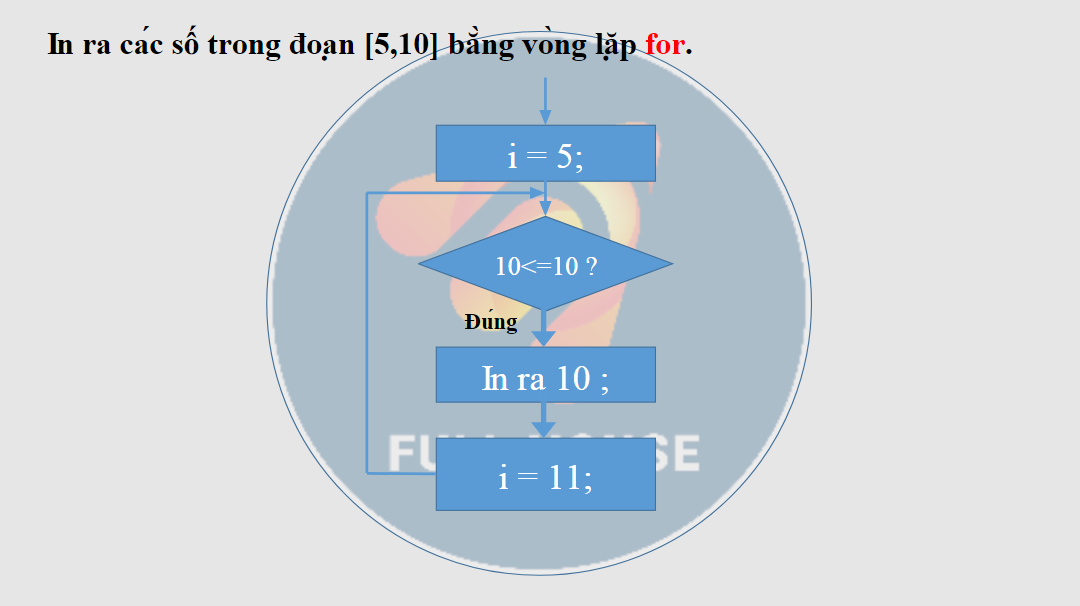 In ra các số trong đoạn [5,10] bằng vòng lặp for.
i = 5;
10<=10 ?
Đúng
In ra 10 ;
i = 11;